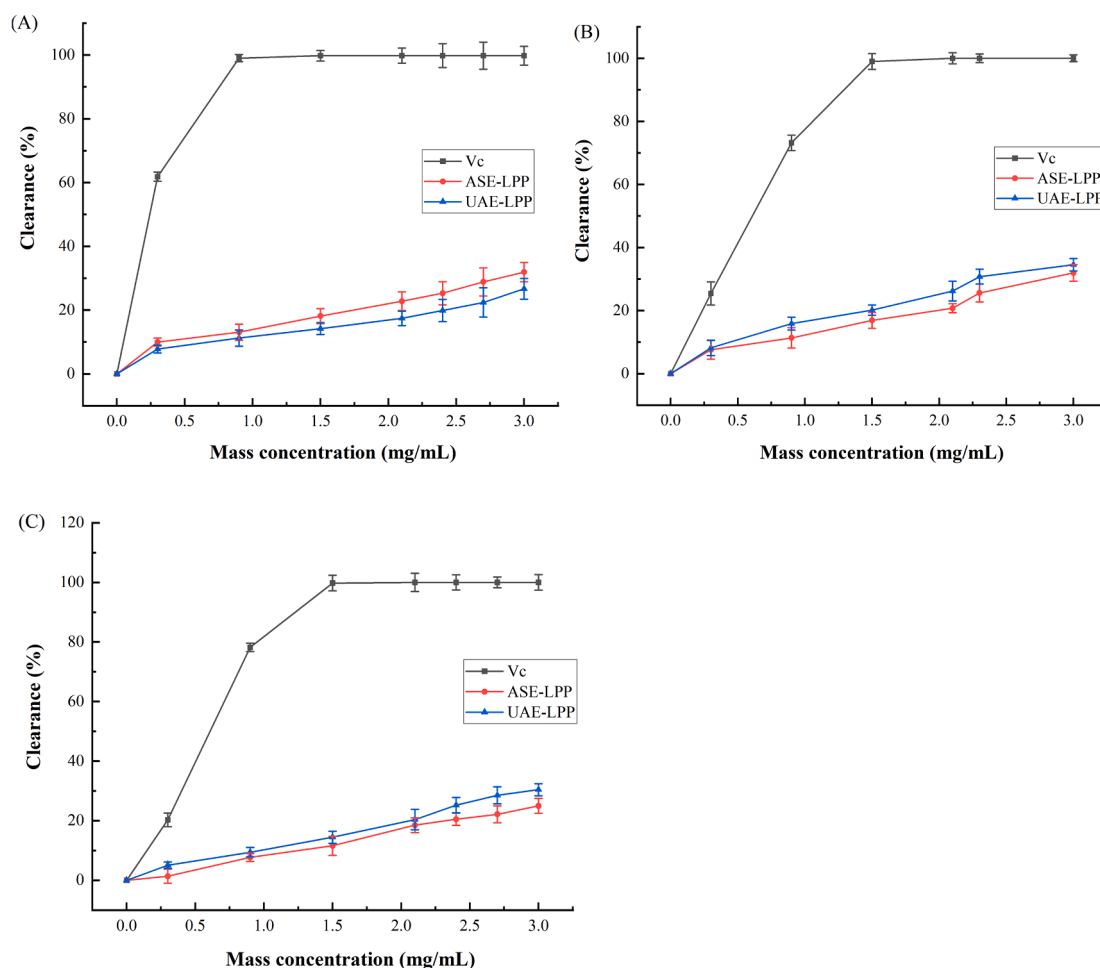 (A)
100
80
60
40
20
0
Clearance (%)
Vc
ASE-LPP
UAE-LPP
0.0 0.5 1.0 1.5 2.0 2.5 3.0
Mass concentration (mg/mL)
(B)
100
80
60
40
20
0
Clearance (%)
Vc
ASE-LPP
UAE-LPP
0.0 0.5 1.0 1.5 2.0 2.5 3.0
Mass concentration (mg/mL)
(C)
120
100
80
60
40
20
0
Clearance (%)
Vc
ASE-LPP
UAE-LPP
0.0 0.5 1.0 1.5 2.0 2.5 3.0
Mass concentration (mg/mL)